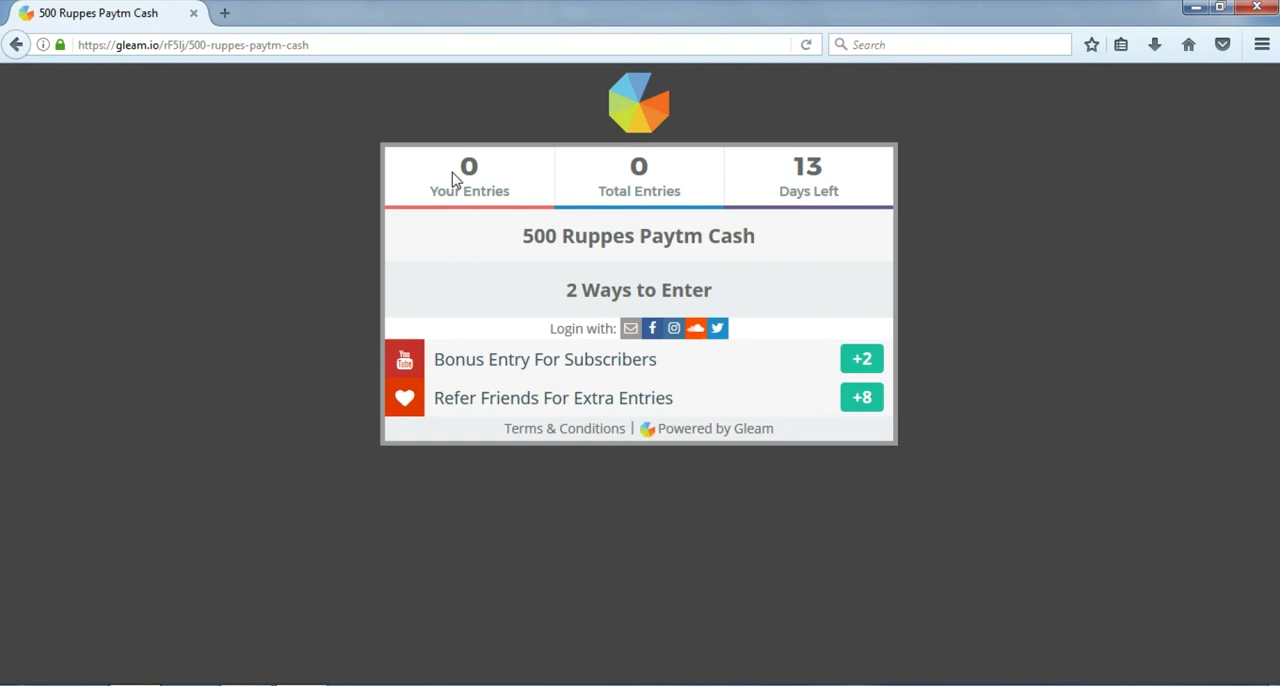 500 Ruppes Paytm Cash
https://gleam.io/rF5lj/500-ruppes-paytm-cash
Search
0 0 13
Your Entries Total Entries Days Left
500 Ruppes Paytm Cash
2 Ways to Enter
Login with:
You Tube Bonus Entry For Subscribers +2
Refer Friends For Extra Entries +8
Terms & Conditions | Powered by Gleam